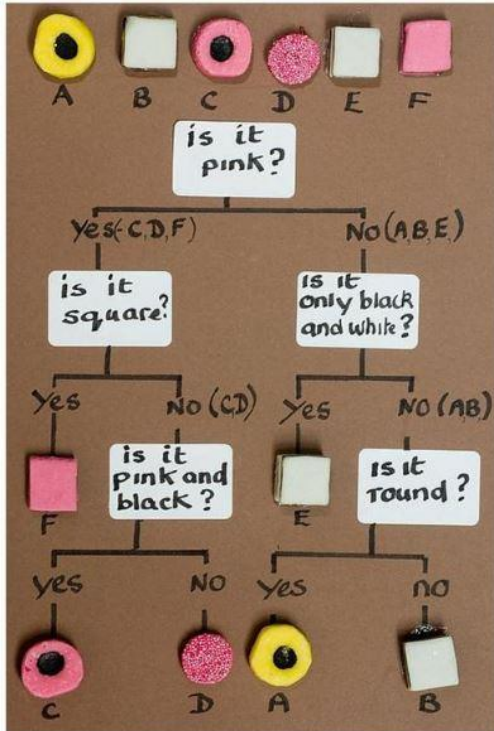 A B C D E F
is it
pink?
Yes(-C,D,F) NO(A,B,E,)
is it
square?
Is it
only black
and white?
Yes NO (C,D) Yes NO (A,B)
is it
pink and
black?
Is it
round?
F E
yes NO Yes no
C D A B